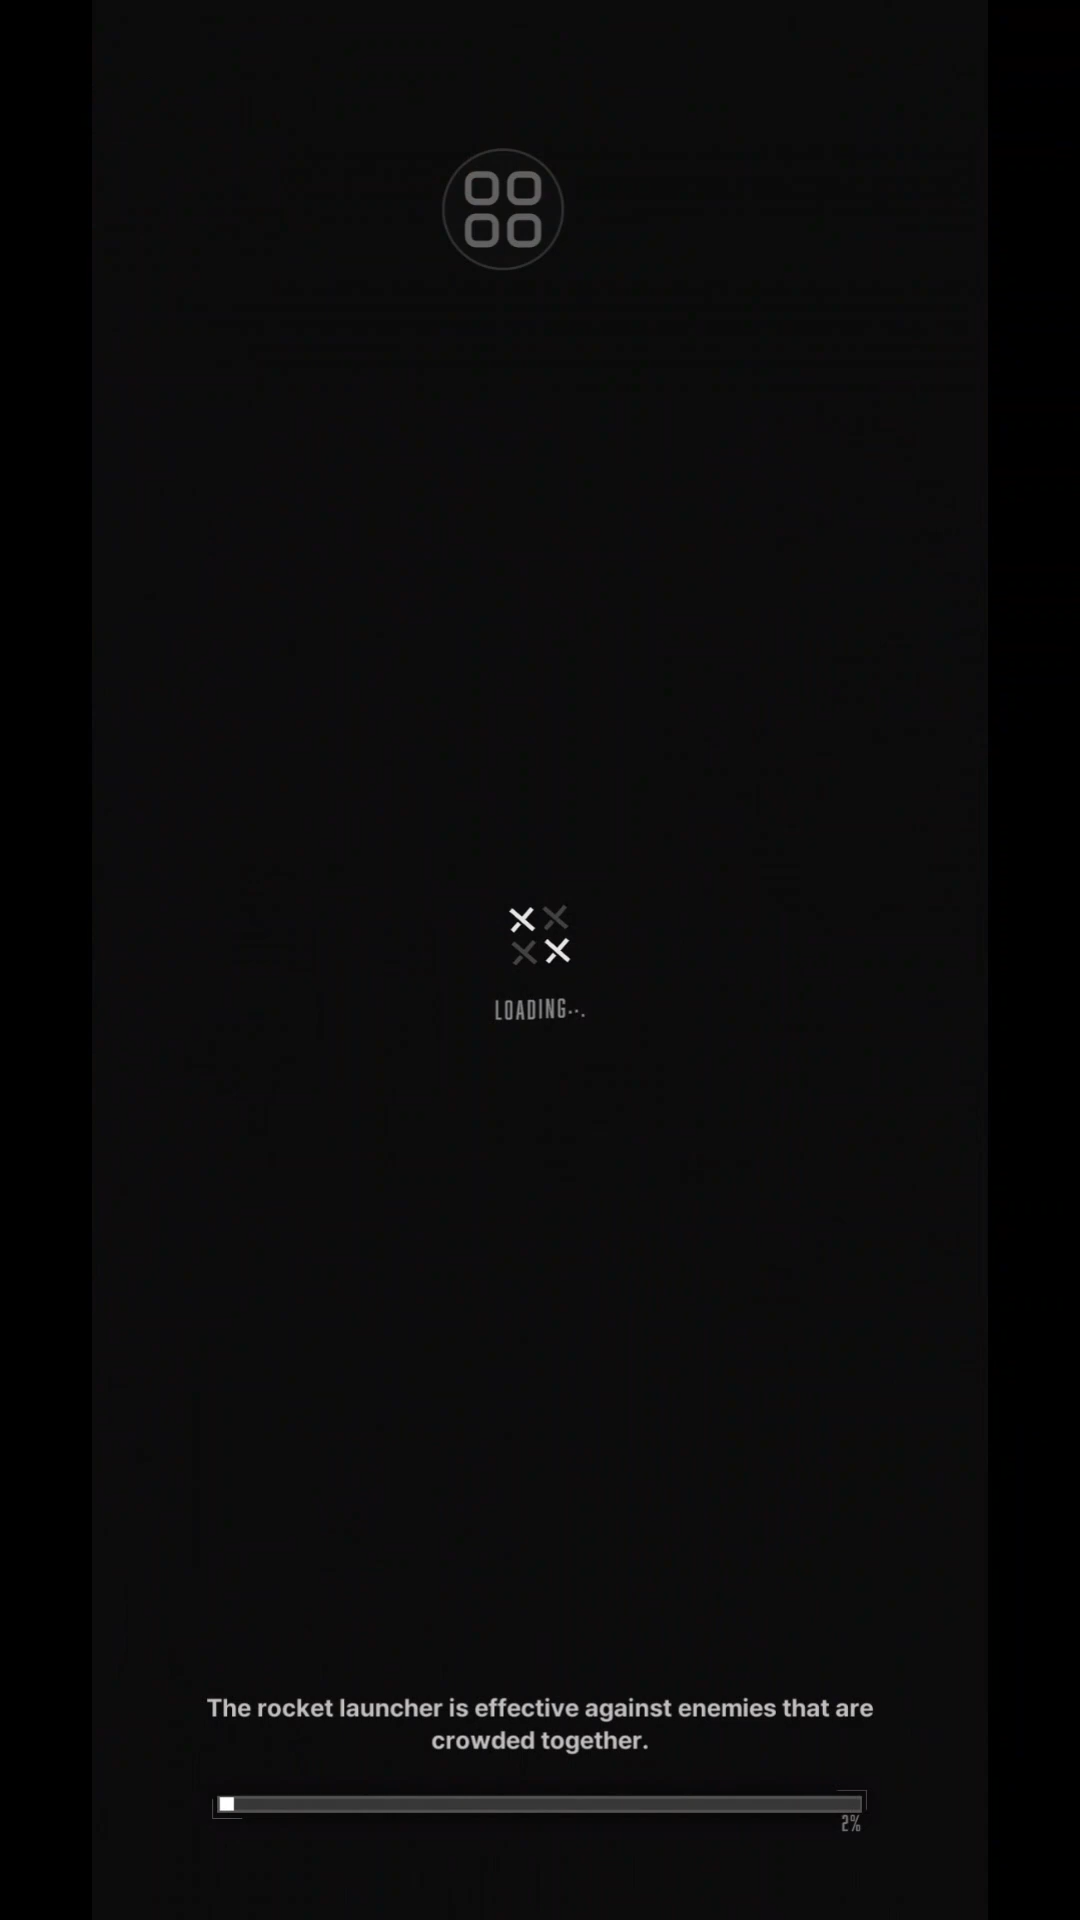 LOADING...
The rocket launcher is effective against enemies that are
crowded together.
2%